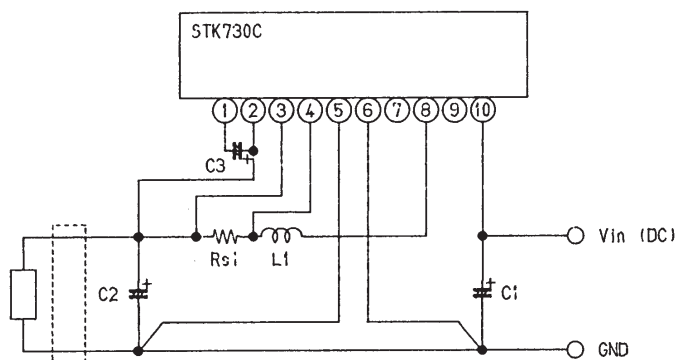 STK730C
1 2 3 4 5 6 7 8 9 10
C3 +
Vin (DC)
Rsi L1
C2 + + C1
GND